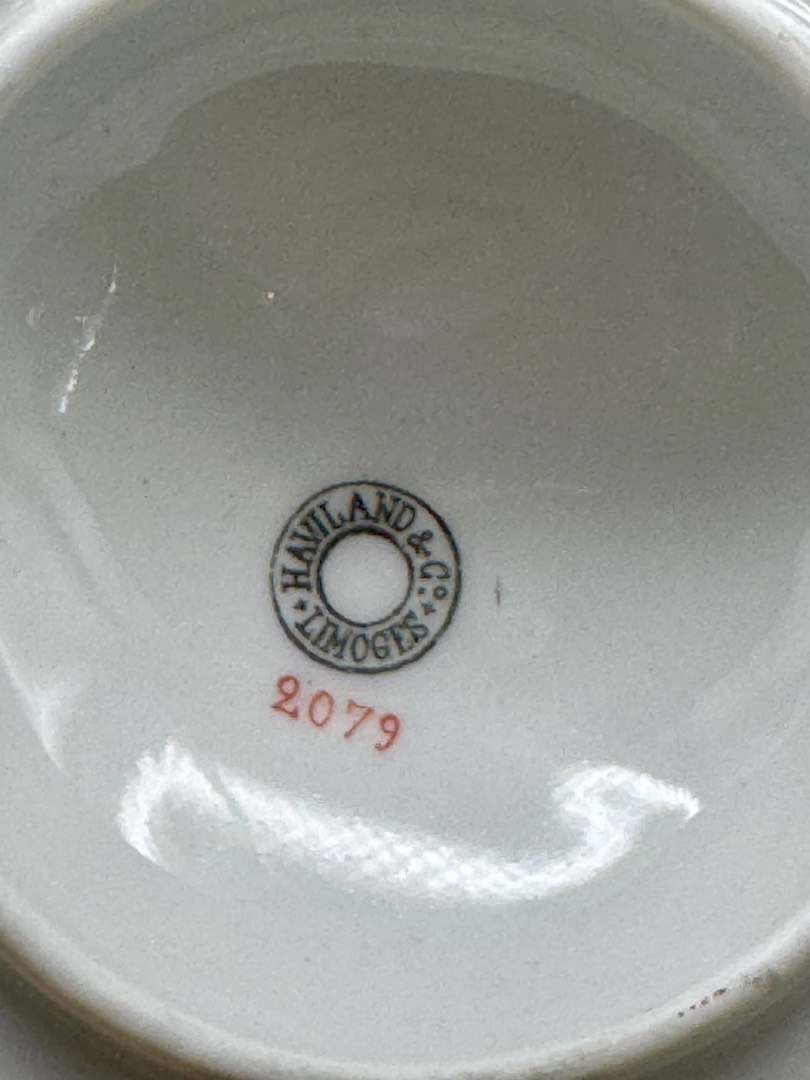 HAVILAND & Co
LIMOGES
2079